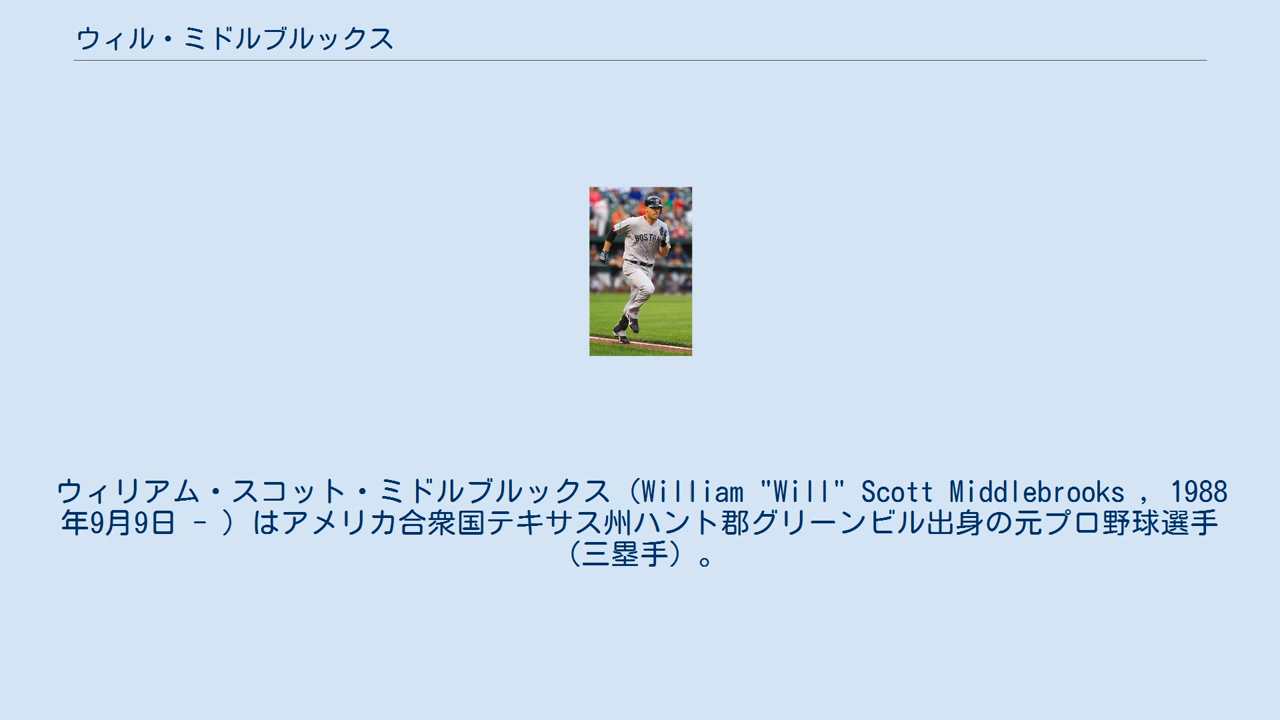 ウィル・ミドルブルックス
BOSTON
ウィリアム・スコット・ミドルブルックス（William "Will" Scott Middlebrooks , 1988
年9月9日 - ）はアメリカ合衆国テキサス州ハント郡グリーンビル出身の元プロ野球選手
（三塁手）。